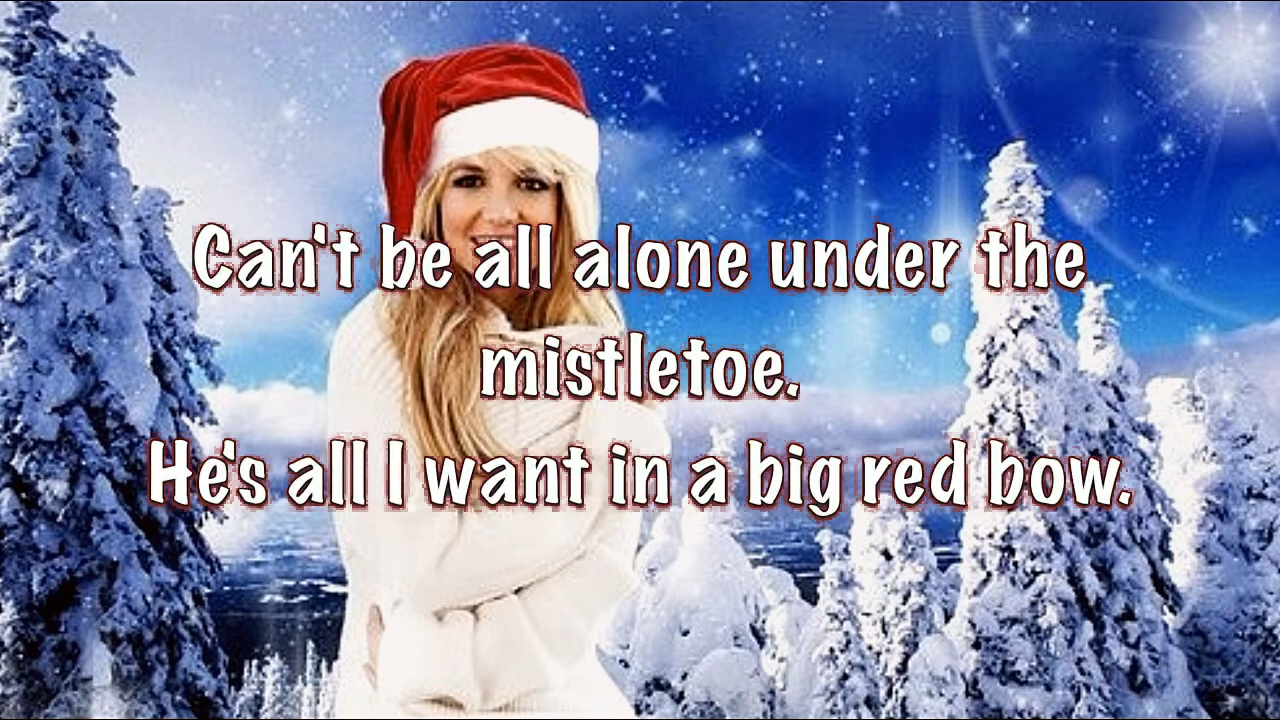 Can't be all alone under the
mistletoe.
He's all I want in a big red bow.